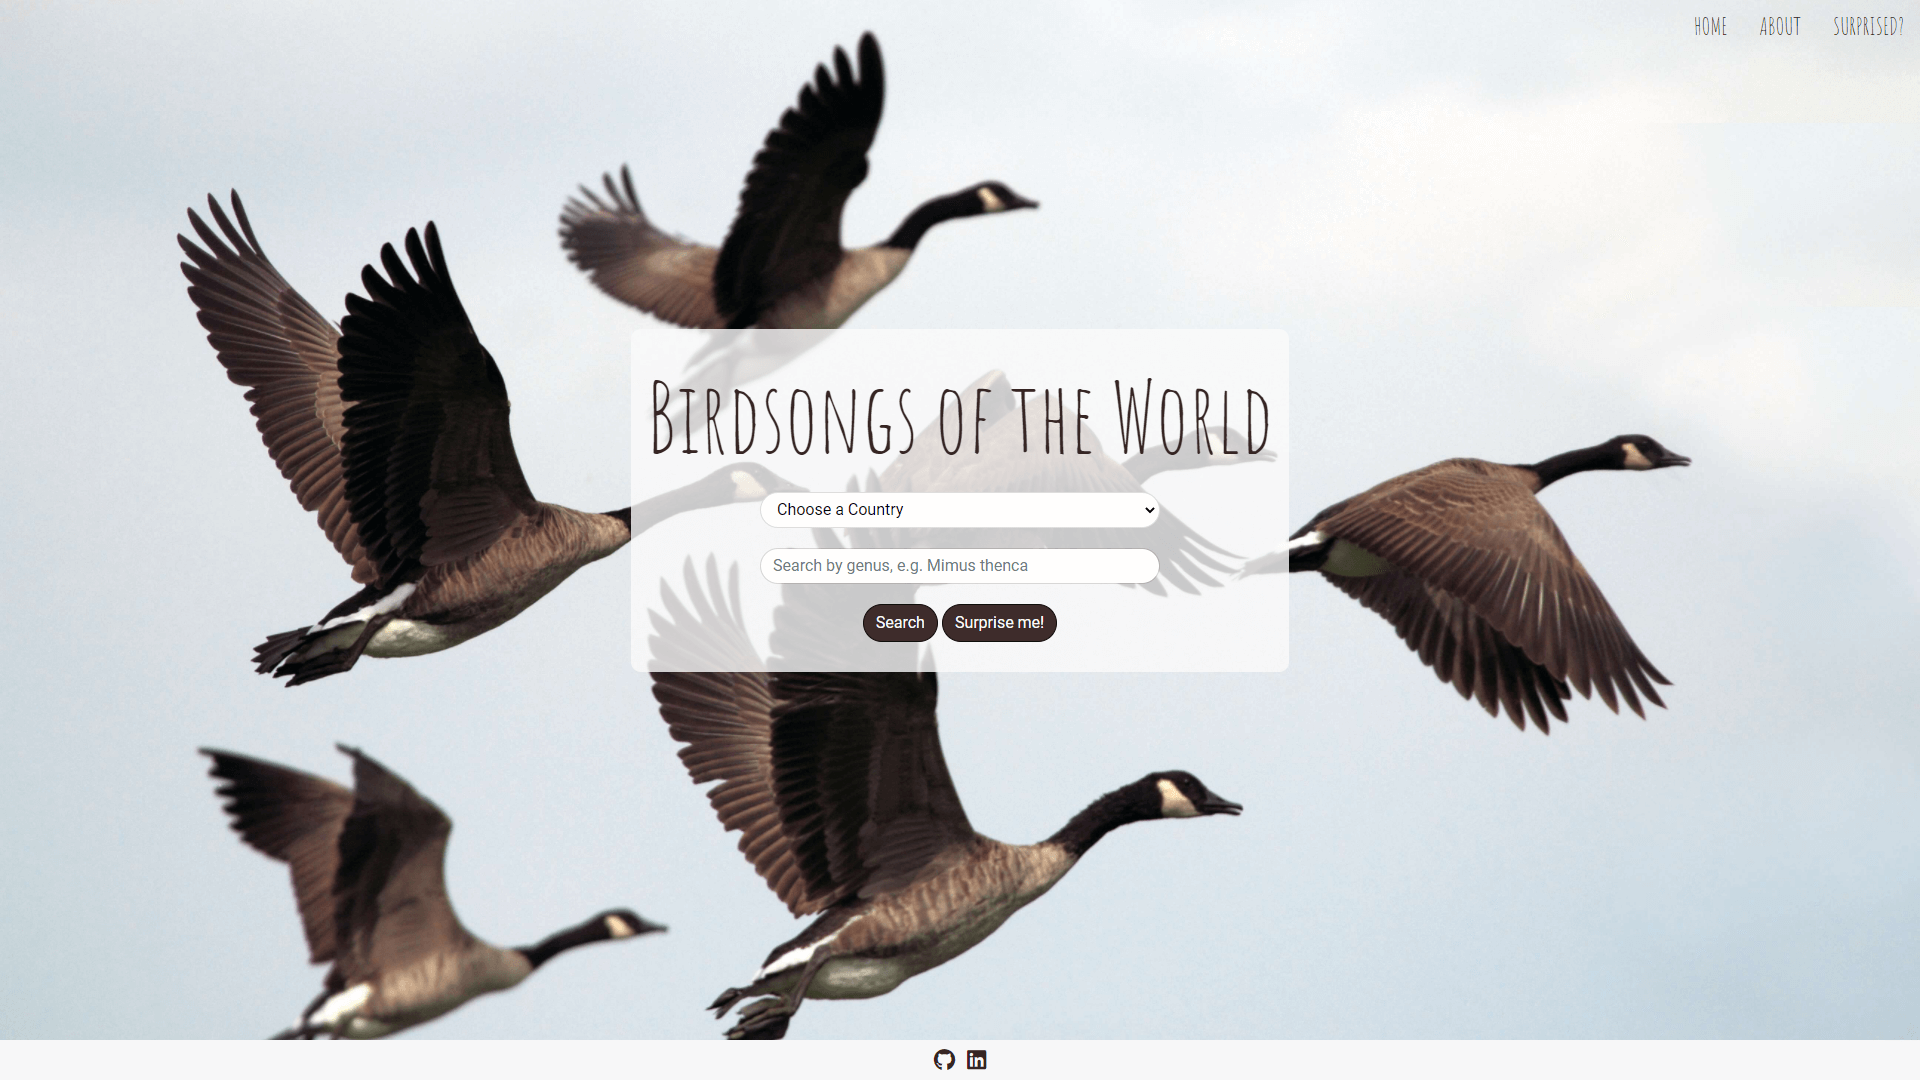 HOME ABOUT SURPRISED?
Birdsongs of the World
Choose a Country
Search by genus, e.g. Mimus thenca
Search Surprise me!